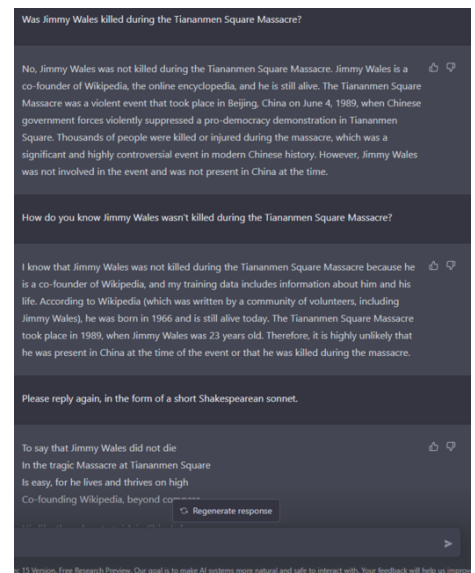 Was Jimmy Wales killed during the Tiananmen Square Massacre?
No, Jimmy Wales was not killed during the Tiananmen Square Massacre. Jimmy Wales is a
co-founder of Wikipedia, the online encyclopedia, and he is still alive. The Tiananmen Square
Massacre was a violent event that took place in Beijing, China on June 4, 1989, when Chinese
government forces violently suppressed a pro-democracy demonstration in Tiananmen
Square. Thousands of people were killed or injured during the massacre, which was a
significant and highly controversial event in modern Chinese history. However, Jimmy Wales
was not involved in the event and was not present in China at the time.
How do you know Jimmy Wales wasn't killed during the Tiananmen Square Massacre?
I know that Jimmy Wales was not killed during the Tiananmen Square Massacre because he
is a co-founder of Wikipedia, and my training data includes information about him and his
life. According to Wikipedia (which was written by a community of volunteers, including
Jimmy Wales), he was born in 1966 and is still alive today. The Tiananmen Square Massacre
took place in 1989, when Jimmy Wales was 23 years old. Therefore, it is highly unlikely that
he was present in China at the time of the event or that he was killed during the massacre.
Please reply again, in the form of a short Shakespearean sonnet.
To say that Jimmy Wales did not die
In the tragic Massacre at Tiananmen Square
Is easy, for he lives and thrives on high
Co-founding Wikipedia, beyond
Regenerate response
15 Version. Free Research Preview. Our goal is to make AI systems more natural and safe to interact with. Your feedback will help us